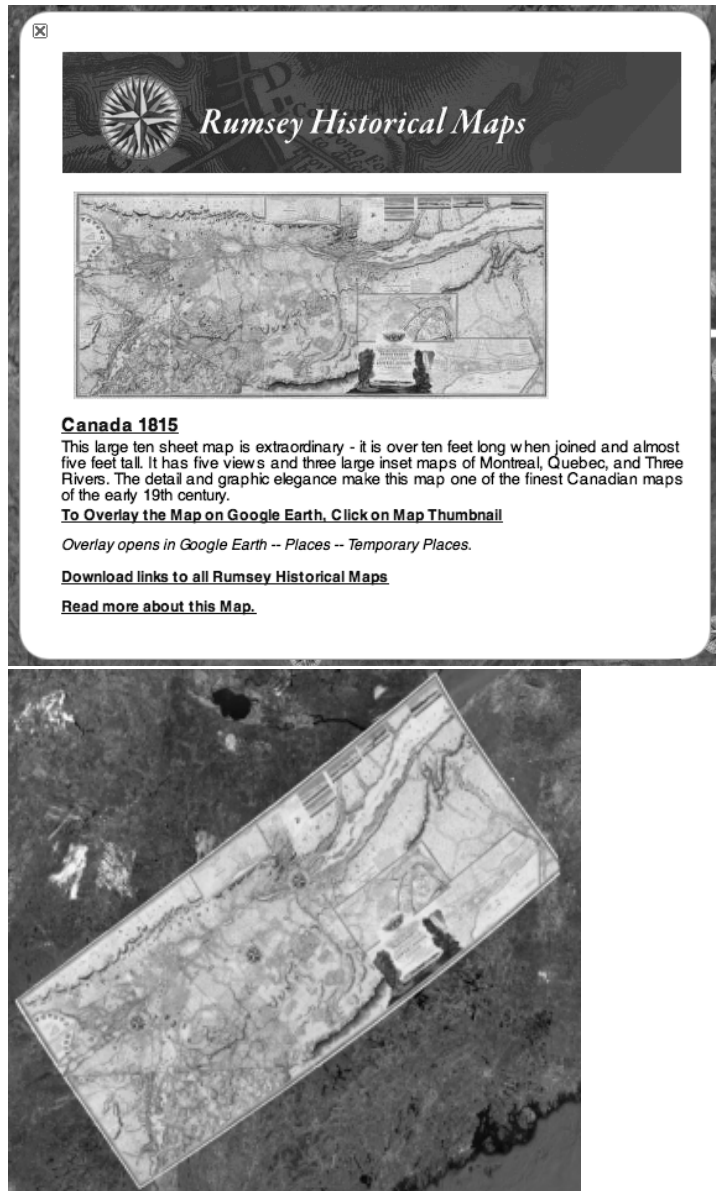 Rumsey Historical Maps
Canada 1815
This large ten sheet map is extraordinary - it is over ten feet long when joined and almost
five feet tall. It has five views and three large inset maps of Montreal, Quebec, and Three
Rivers. The detail and graphic elegance make this map one of the finest Canadian maps
of the early 19th century.
To Overlay the Map on Google Earth, Click on Map Thumbnail
Overlay opens in Google Earth -- Places -- Temporary Places.
Download links to all Rumsey Historical Maps
Read more about this Map.